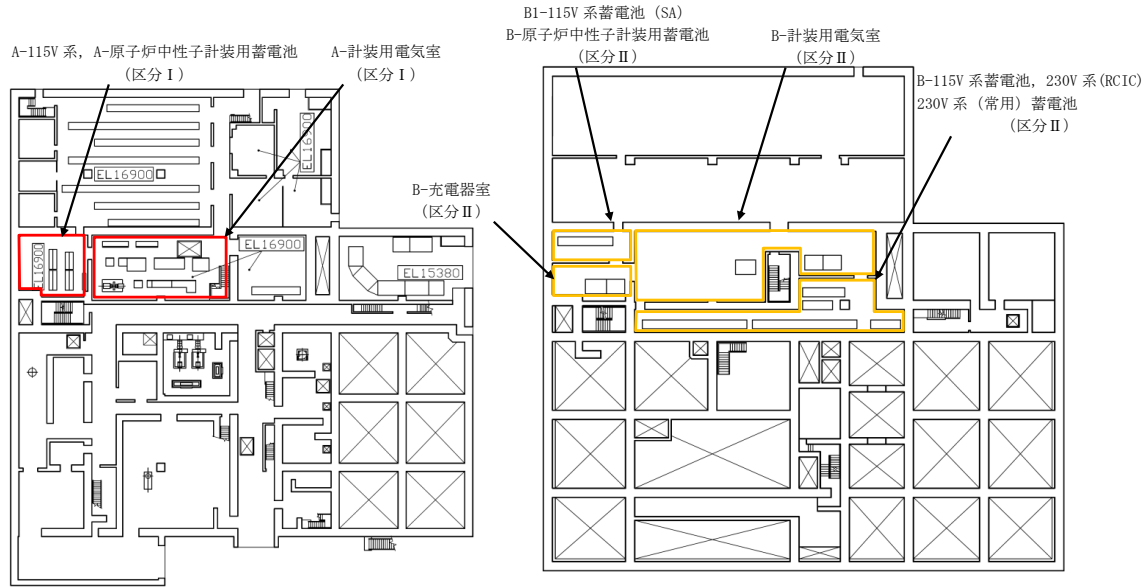 A-115V 系, A-原子炉中性子計装用蓄電池
(区分Ⅰ)
A-計装用電気室
(区分Ⅰ)
B1-115V 系蓄電池 (SA)
B-原子炉中性子計装用蓄電池
(区分Ⅱ)
B-計装用電気室
(区分Ⅱ)
B-115V 系蓄電池, 230V 系(RCIC)
230V 系 (常用) 蓄電池
(区分Ⅱ)
B-充電器室
(区分Ⅱ)
EL16900
EL16900
EL16900
EL16900
EL15380